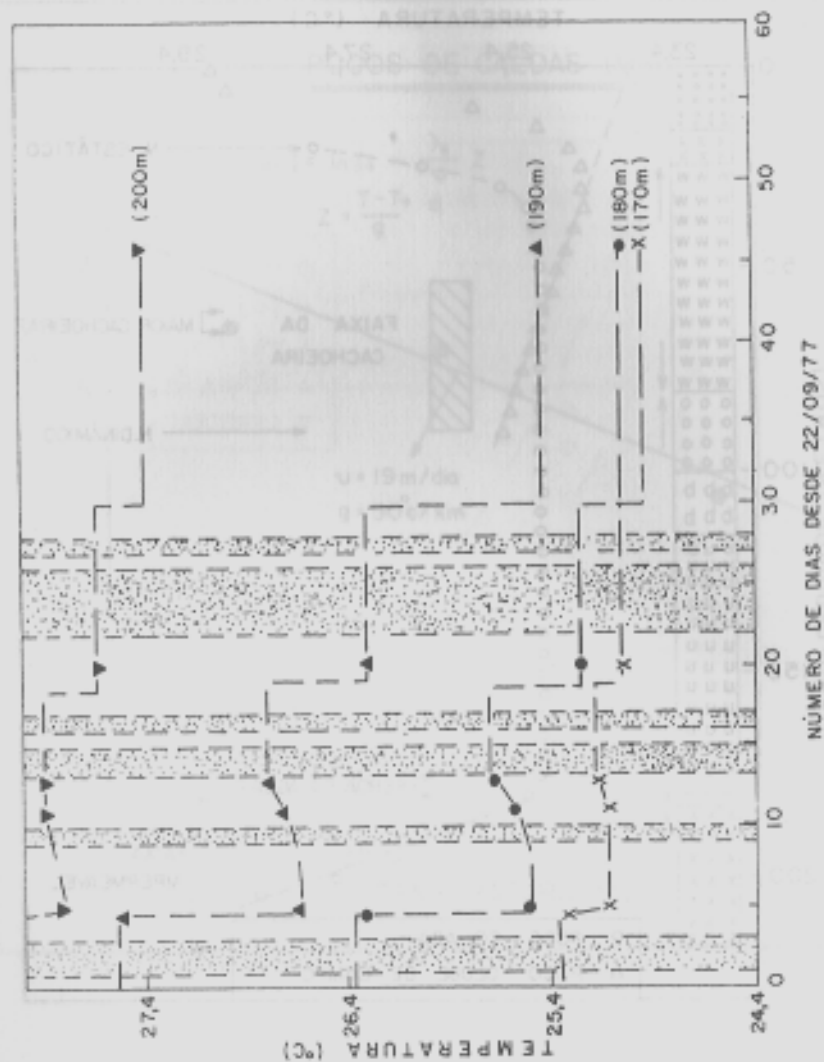 TEMPERATURA (°C)
27,4
26,4
25,4
24,4
(200m)
(190m)
(180m)
(170m)
0
10
20
30
40
50
60
NÚMERO DE DIAS DESDE 22/09/77
TEMPERATURA (°C)
FAIXA DA
CACHOEIRA